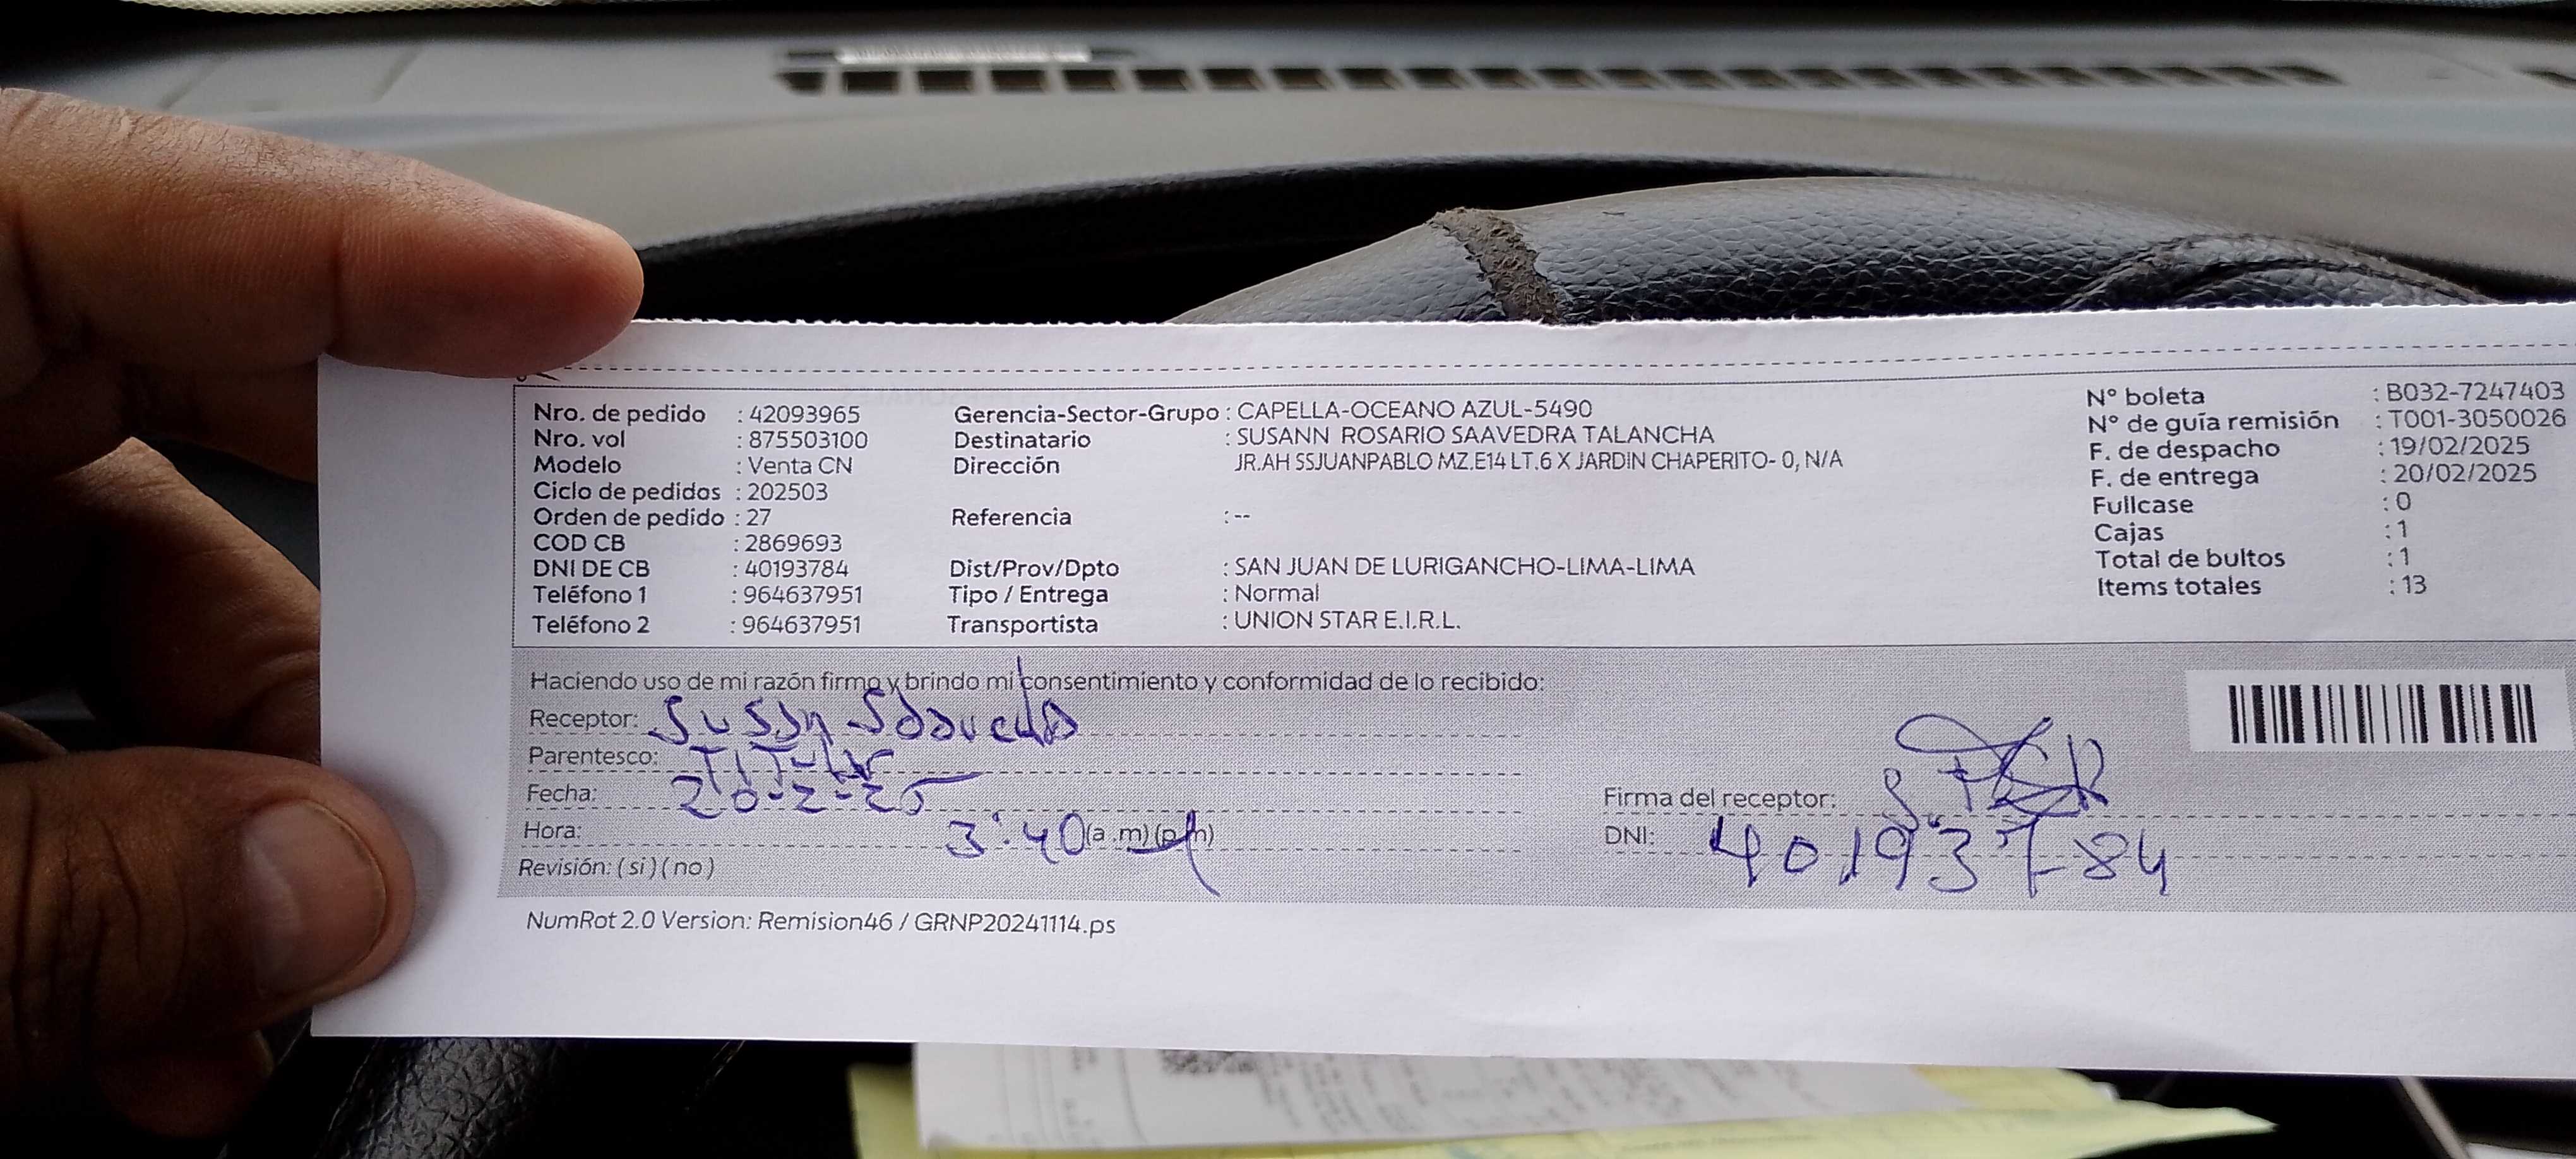 Nro. de pedido : 42093965 Gerencia-Sector-Grupo : CAPELLA-OCEANO AZUL-5490 N° boleta : B032-7247403
Nro. vol : 875503100 Destinatario : SUSANN ROSARIO SAAVEDRA TALANCHA N° de guía remisión : T001-3050026
Modelo : Venta CN Dirección JR.AH SSJUANPABLO MZ.E14 LT.6 X JARDIN CHAPERITO- 0, N/A F. de despacho : 19/02/2025
Ciclo de pedidos : 202503 F. de entrega : 20/02/2025
Orden de pedido : 27 Referencia : -- Fullcase : 0
COD CB : 2869693 Cajas : 1
DNI DE CB : 40193784 Dist/Prov/Dpto : SAN JUAN DE LURIGANCHO-LIMA-LIMA Total de bultos : 1
Teléfono 1 : 964637951 Tipo / Entrega : Normal Items totales : 13
Teléfono 2 : 964637951 Transportista : UNION STAR E.I.R.L.
Haciendo uso de mi razón firmo y brindo mi consentimiento y conformidad de lo recibido:
Receptor: Sussn Saavedra
Parentesco: Titular
Fecha: 20-2-25 Firma del receptor:
Hora: 3:40 (a.m) (p.m) DNI: 40193784
Revisión: ( si ) ( no )
NumRot 2.0 Version: Remision46 / GRNP20241114.ps